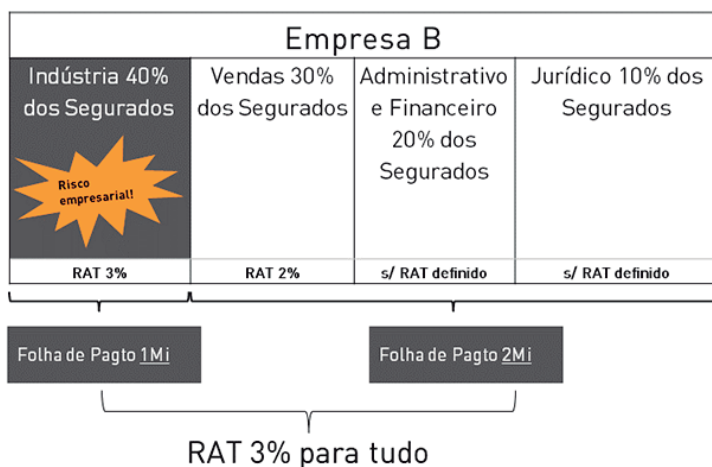 Empresa B
Indústria 40%
dos Segurados
Risco
empresarial!
RAT 3%
Vendas 30%
dos Segurados
RAT 2%
Administrativo
e Financeiro
20% dos
Segurados
s/ RAT definido
Jurídico 10% dos
Segurados
s/ RAT definido
Folha de Pagto 1Mi
Folha de Pagto 2Mi
RAT 3% para tudo